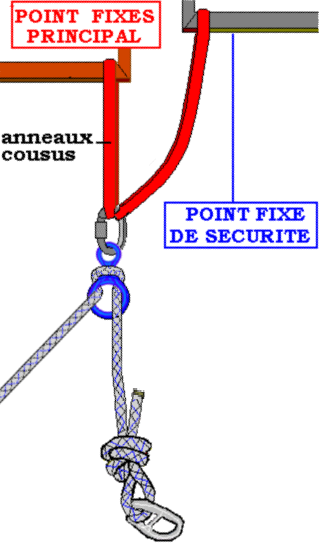 POINT FIXES
PRINCIPAL
anneaux
cousus
POINT FIXE
DE SECURITE